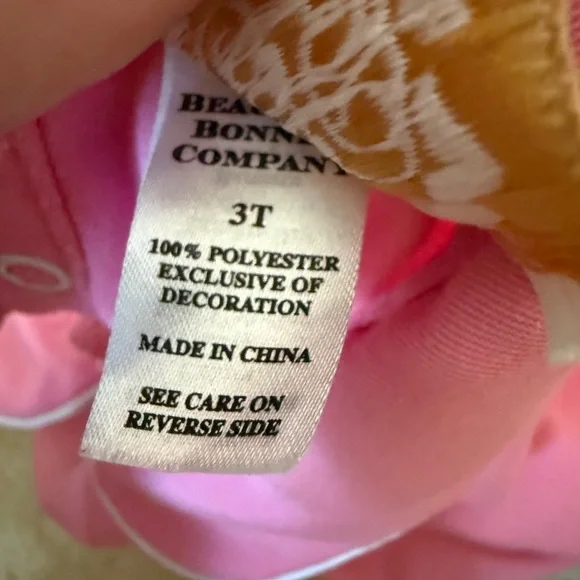 COMPANY
3T
100% POLYESTER
EXCLUSIVE OF
DECORATION
MADE IN CHINA
SEE CARE ON
REVERSE SIDE